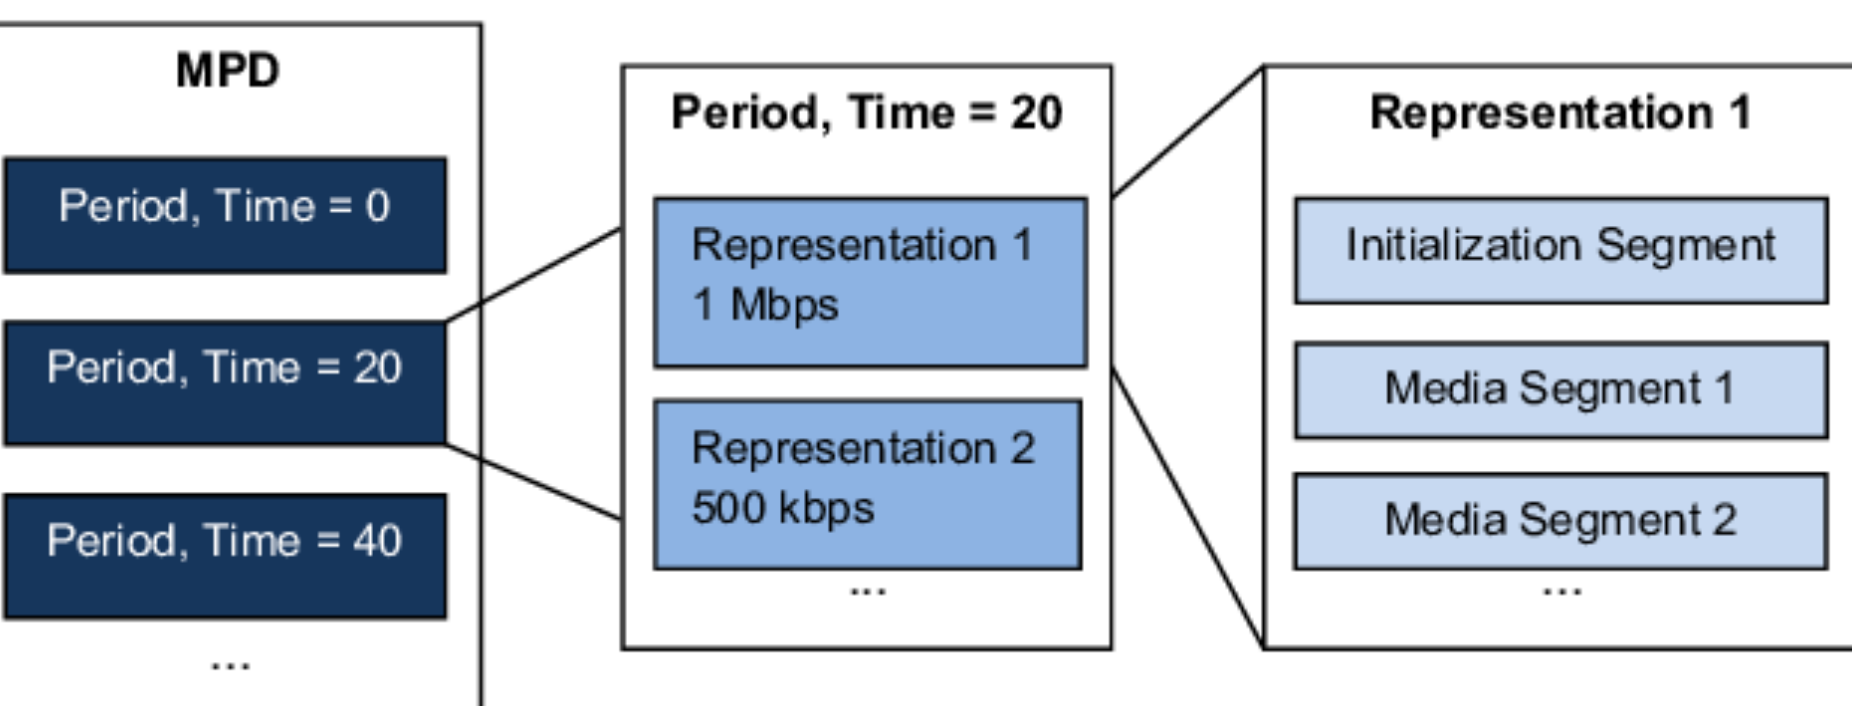 MPD
Period, Time = 0
Period, Time = 20
Period, Time = 40
...
Period, Time = 20
Representation 1
1 Mbps
Representation 2
500 kbps
...
Representation 1
Initialization Segment
Media Segment 1
Media Segment 2
...